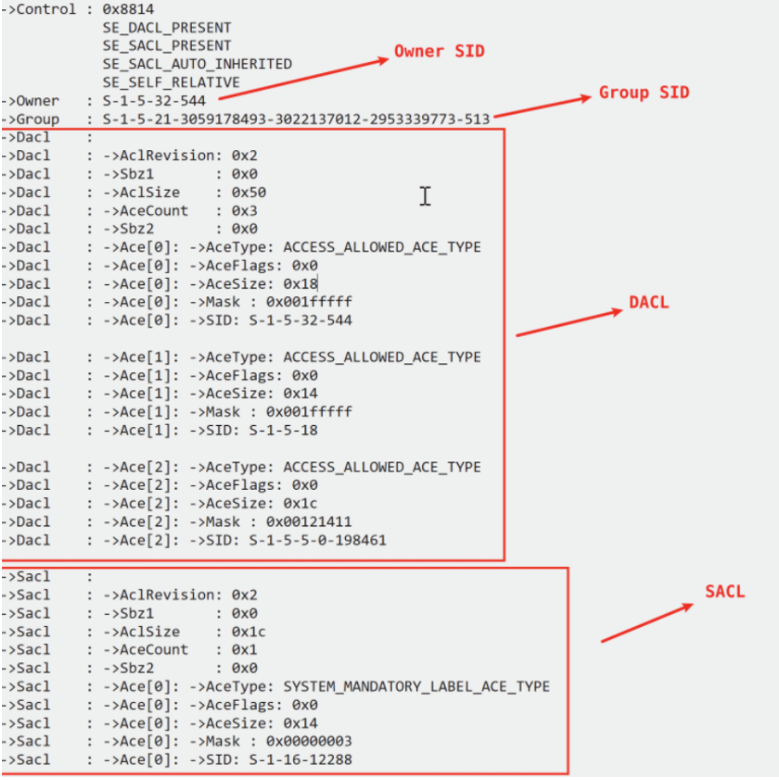 ->Control : 0x8814
SE_DACL_PRESENT
SE_SACL_PRESENT
SE_SACL_AUTO_INHERITED
SE_SELF_RELATIVE
Owner SID
->Owner : S-1-5-32-544
Group SID
->Group : S-1-5-21-3059178493-3022137012-2953339773-513
->Dacl :
->Dacl : ->AclRevision: 0x2
->Dacl : ->Sbz1 : 0x0
->Dacl : ->AclSize : 0x50
->Dacl : ->AceCount : 0x3
->Dacl : ->Sbz2 : 0x0
->Dacl : ->Ace[0]: ->AceType: ACCESS_ALLOWED_ACE_TYPE
->Dacl : ->Ace[0]: ->AceFlags: 0x0
->Dacl : ->Ace[0]: ->AceSize: 0x18
->Dacl : ->Ace[0]: ->Mask : 0x001fffff
->Dacl : ->Ace[0]: ->SID: S-1-5-32-544
DACL
->Dacl : ->Ace[1]: ->AceType: ACCESS_ALLOWED_ACE_TYPE
->Dacl : ->Ace[1]: ->AceFlags: 0x0
->Dacl : ->Ace[1]: ->AceSize: 0x14
->Dacl : ->Ace[1]: ->Mask : 0x001fffff
->Dacl : ->Ace[1]: ->SID: S-1-5-18
->Dacl : ->Ace[2]: ->AceType: ACCESS_ALLOWED_ACE_TYPE
->Dacl : ->Ace[2]: ->AceFlags: 0x0
->Dacl : ->Ace[2]: ->AceSize: 0x1c
->Dacl : ->Ace[2]: ->Mask : 0x00121411
->Dacl : ->Ace[2]: ->SID: S-1-5-5-0-198461
->Sacl :
->Sacl : ->AclRevision: 0x2
->Sacl : ->Sbz1 : 0x0
->Sacl : ->AclSize : 0x1c
->Sacl : ->AceCount : 0x1
->Sacl : ->Sbz2 : 0x0
->Sacl : ->Ace[0]: ->AceType: SYSTEM_MANDATORY_LABEL_ACE_TYPE
->Sacl : ->Ace[0]: ->AceFlags: 0x0
->Sacl : ->Ace[0]: ->AceSize: 0x14
->Sacl : ->Ace[0]: ->Mask : 0x00000003
->Sacl : ->Ace[0]: ->SID: S-1-16-12288
SACL